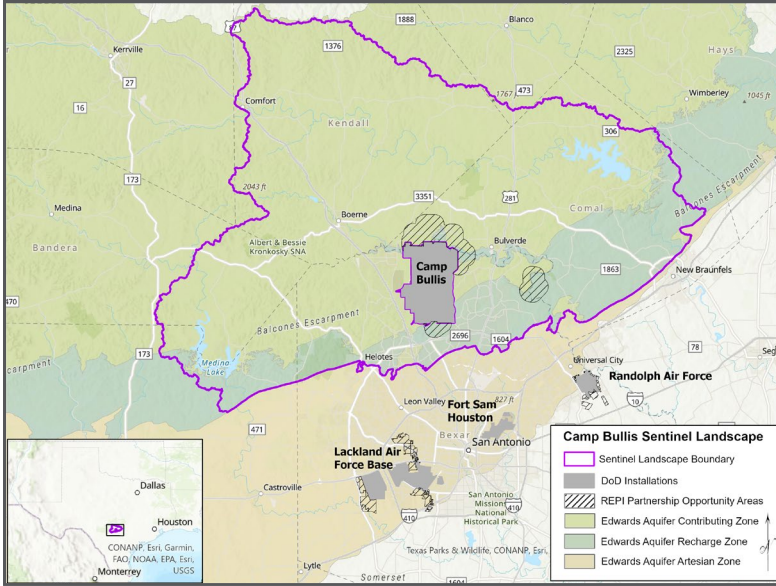 87
1888
Blanco
1376
Kerrville
2325
Hays
27
1767 ft
473
Wimberley
1045 ft
16
Comfort
Kendall
306
173
2043 ft
3351
281
Comal
Balcones Escarpment
Medina
Boerne
Bandera
Albert & Bessie
Kronkosky SNA
Bulverde
Camp
Bullis
1863
New Braunfels
470
Balcones Escarpment
2696
1604
173
Medina
Lake
Helotes
78
carpment
Universal City
Seg
Randolph Air Force
Leon Valley
827 ft
Fort Sam
Houston
10
471
Bexar
San Antonio
Lackland Air
Force Base
Castroville
San Antonio
Missions
National
Historical Park
410
410
Texas Parks & Wildlife, CONANP, Esri,
Lytle
Somerset
1604
Camp Bullis Sentinel Landscape
Sentinel Landscape Boundary
DoD Installations
REPI Partnership Opportunity Areas
Edwards Aquifer Contributing Zone
Edwards Aquifer Recharge Zone
Edwards Aquifer Artesian Zone
Dallas
Houston
CONANP, Esri, Garmin,
FAO, NOAA, EPA, Esri,
USGS
Monterrey